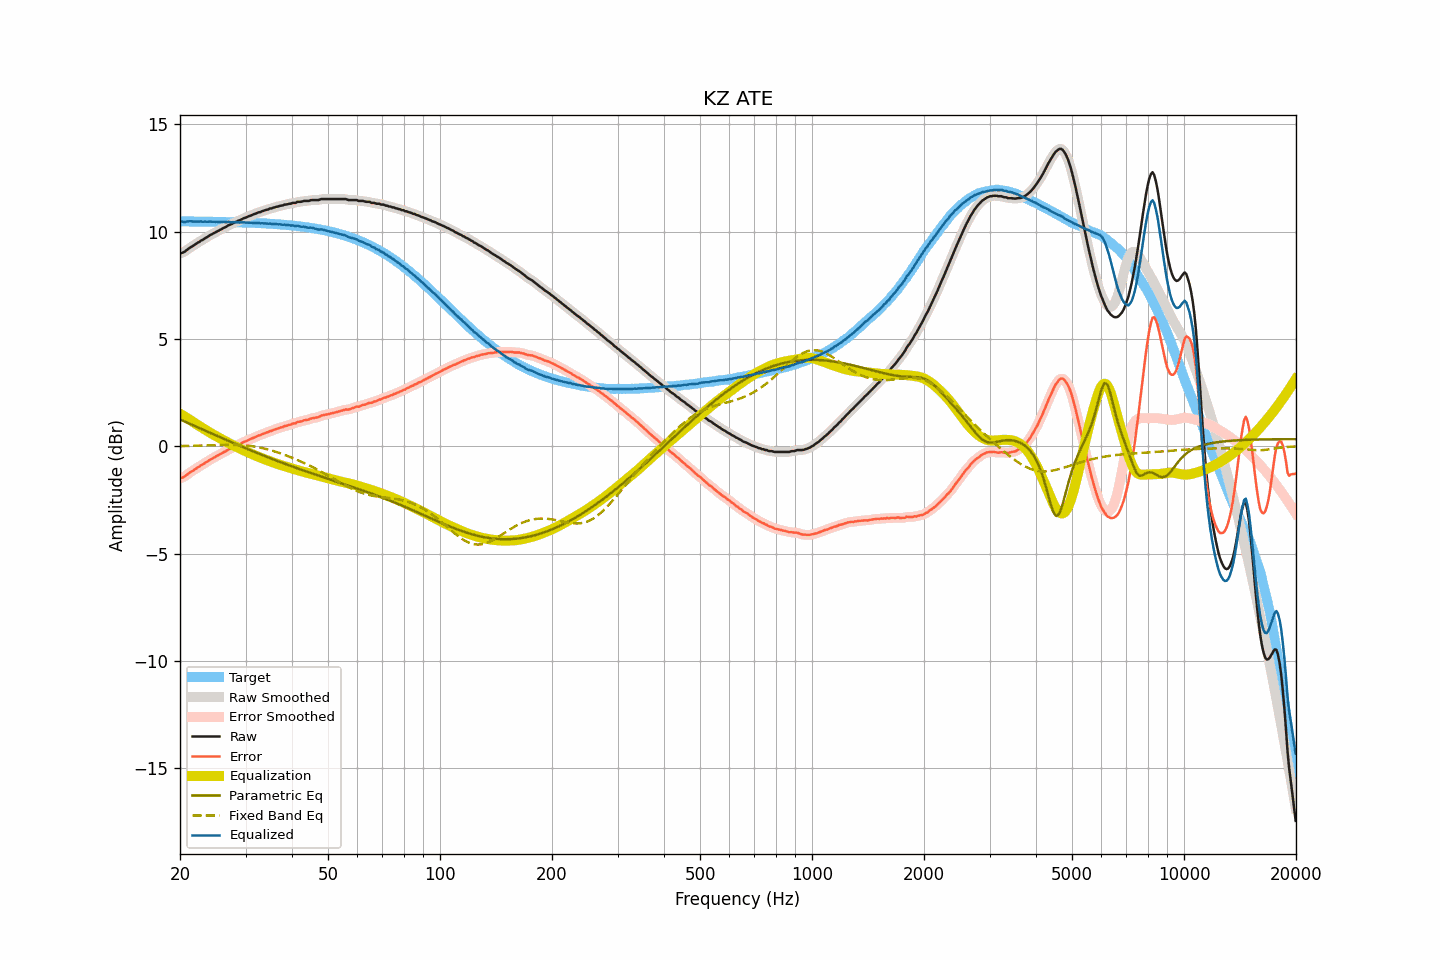 KZ ATE
15
10
5
0
−5
−10
−15
Amplitude (dBr)
Target
Raw Smoothed
Error Smoothed
Raw
Error
Equalization
Parametric Eq
Fixed Band Eq
Equalized
20 50 100 200 500 1000 2000 5000 10000 20000
Frequency (Hz)